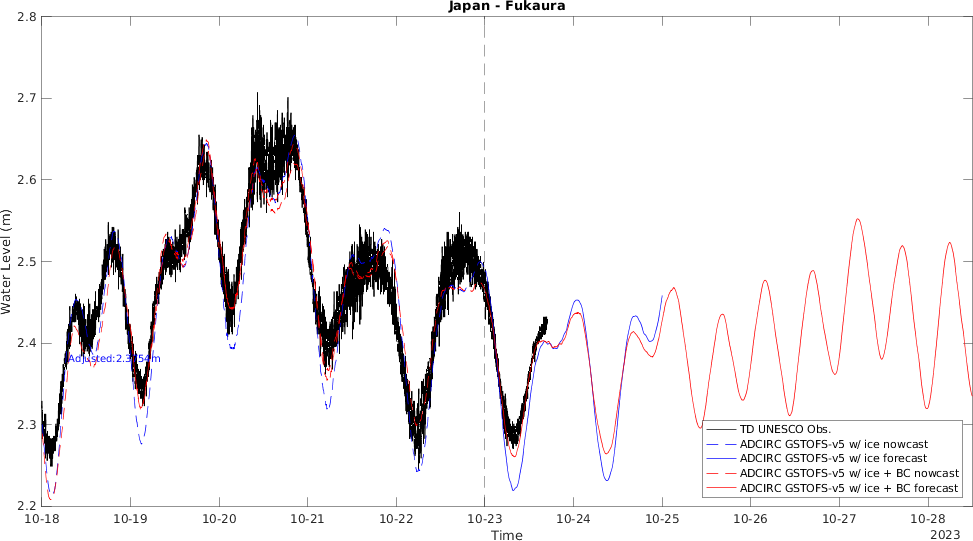 Japan - Fukaura
2.8
2.7
2.6
2.5
2.4
2.3
2.2
Water Level (m)
10-18
10-19
10-20
10-21
10-22
10-23
10-24
10-25
10-26
10-27
10-28
2023
Time
TD UNESCO Obs.
ADCIRC GSTOFS-v5 w/ ice nowcast
ADCIRC GSTOFS-v5 w/ ice forecast
ADCIRC GSTOFS-v5 w/ ice + BC nowcast
ADCIRC GSTOFS-v5 w/ ice + BC forecast